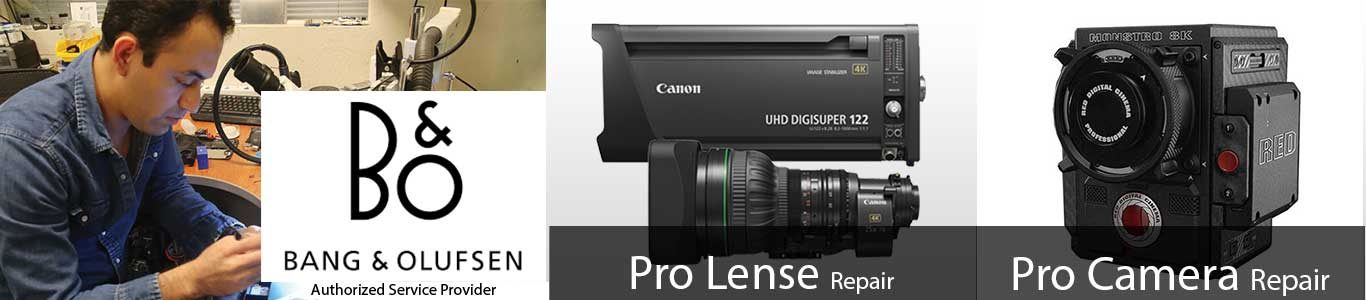 B&O
BANG & OLUFSEN
Authorized Service Provider
IMAGE STABILIZER 4K
Canon
UHD DIGISUPER 122
Canon
4K
Pro Lense Repair
MONSTRO 8K
RED DIGITAL CINEMA
PROFESSIONAL
RED
Pro Camera Repair